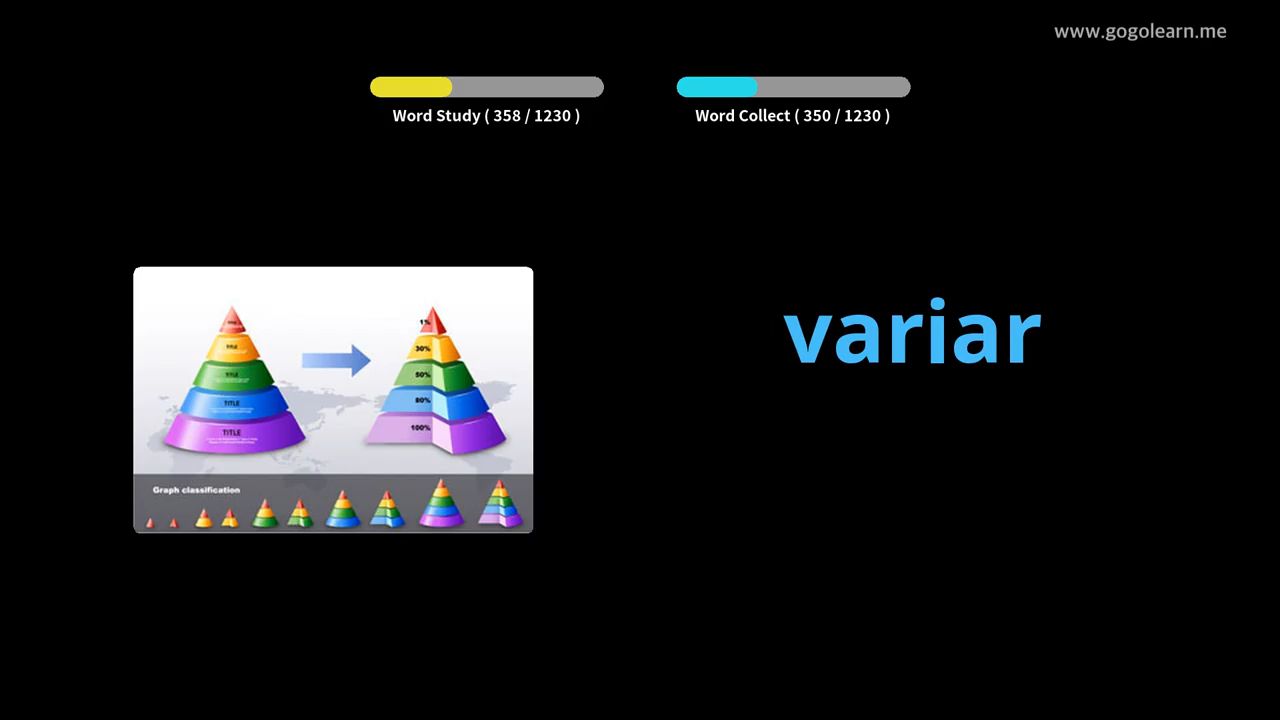 www.gogolearn.me
Word Study ( 358 / 1230 )
Word Collect ( 350 / 1230 )
variar
TITLE
TITLE
TITLE
TITLE
1%
30%
50%
80%
100%
Graph classification